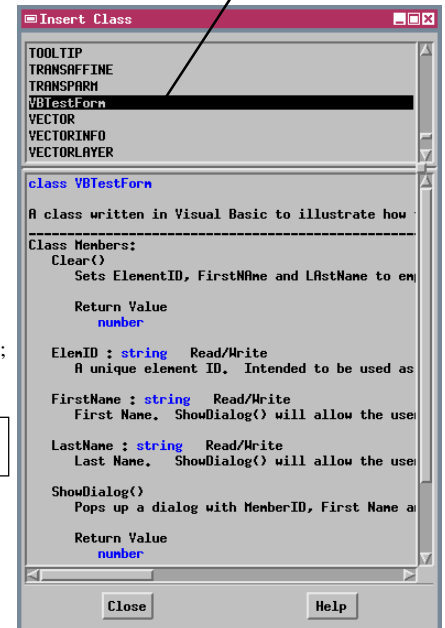 Insert Class
TOOLTIP
TRANSAFFINE
TRANSPARM
VBTestForm
VECTOR
VECTORINFO
VECTORLAYER
class VBTestForm
A class written in Visual Basic to illustrate how
Class Members:
Clear()
Sets ElementID, FirstNAme and LAstName to em
Return Value
number
;
ElemID : string Read/Write
A unique element ID. Intended to be used as
FirstName : string Read/Write
First Name. ShowDialog() will allow the use
LastName : string Read/Write
Last Name. ShowDialog() will allow the use
ShowDialog()
Pops up a dialog with MemberID, First Name a
Return Value
number
Close Help